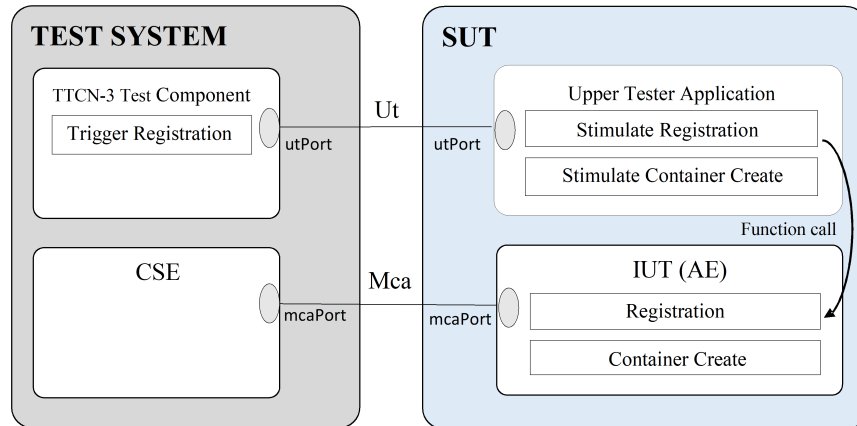 TEST SYSTEM
TTCN-3 Test Component
Trigger Registration
utPort
CSE
mcaPort
Ut
Mca
SUT
Upper Tester Application
utPort
Stimulate Registration
Stimulate Container Create
Function call
IUT (AE)
mcaPort
Registration
Container Create